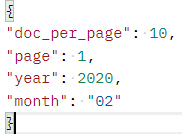 {
"doc_per_page": 10,
"page": 1,
"year": 2020,
"month": "02"
}